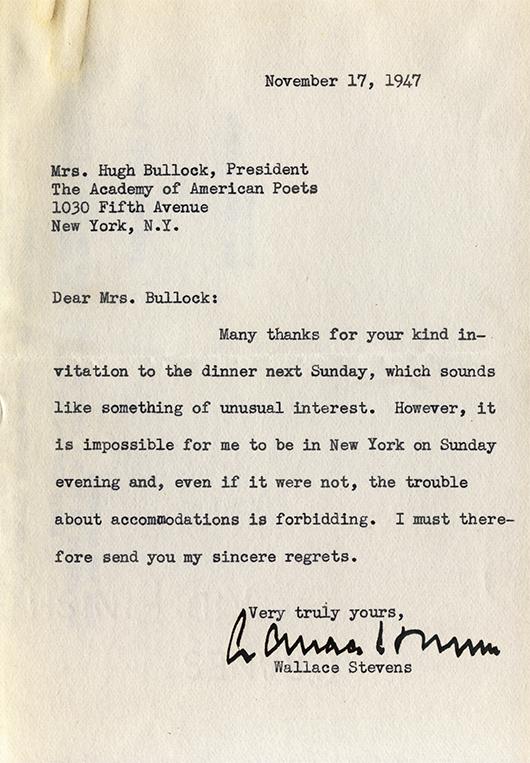 November 17, 1947
Mrs. Hugh Bullock, President
The Academy of American Poets
1030 Fifth Avenue
New York, N.Y.
Dear Mrs. Bullock:
Many thanks for your kind in-
vitation to the dinner next Sunday, which sounds
like something of unusual interest. However, it
is impossible for me to be in New York on Sunday
evening and, even if it were not, the trouble
about accommodations is forbidding. I must there-
fore send you my sincere regrets.
Very truly yours,
Wallace Stevens